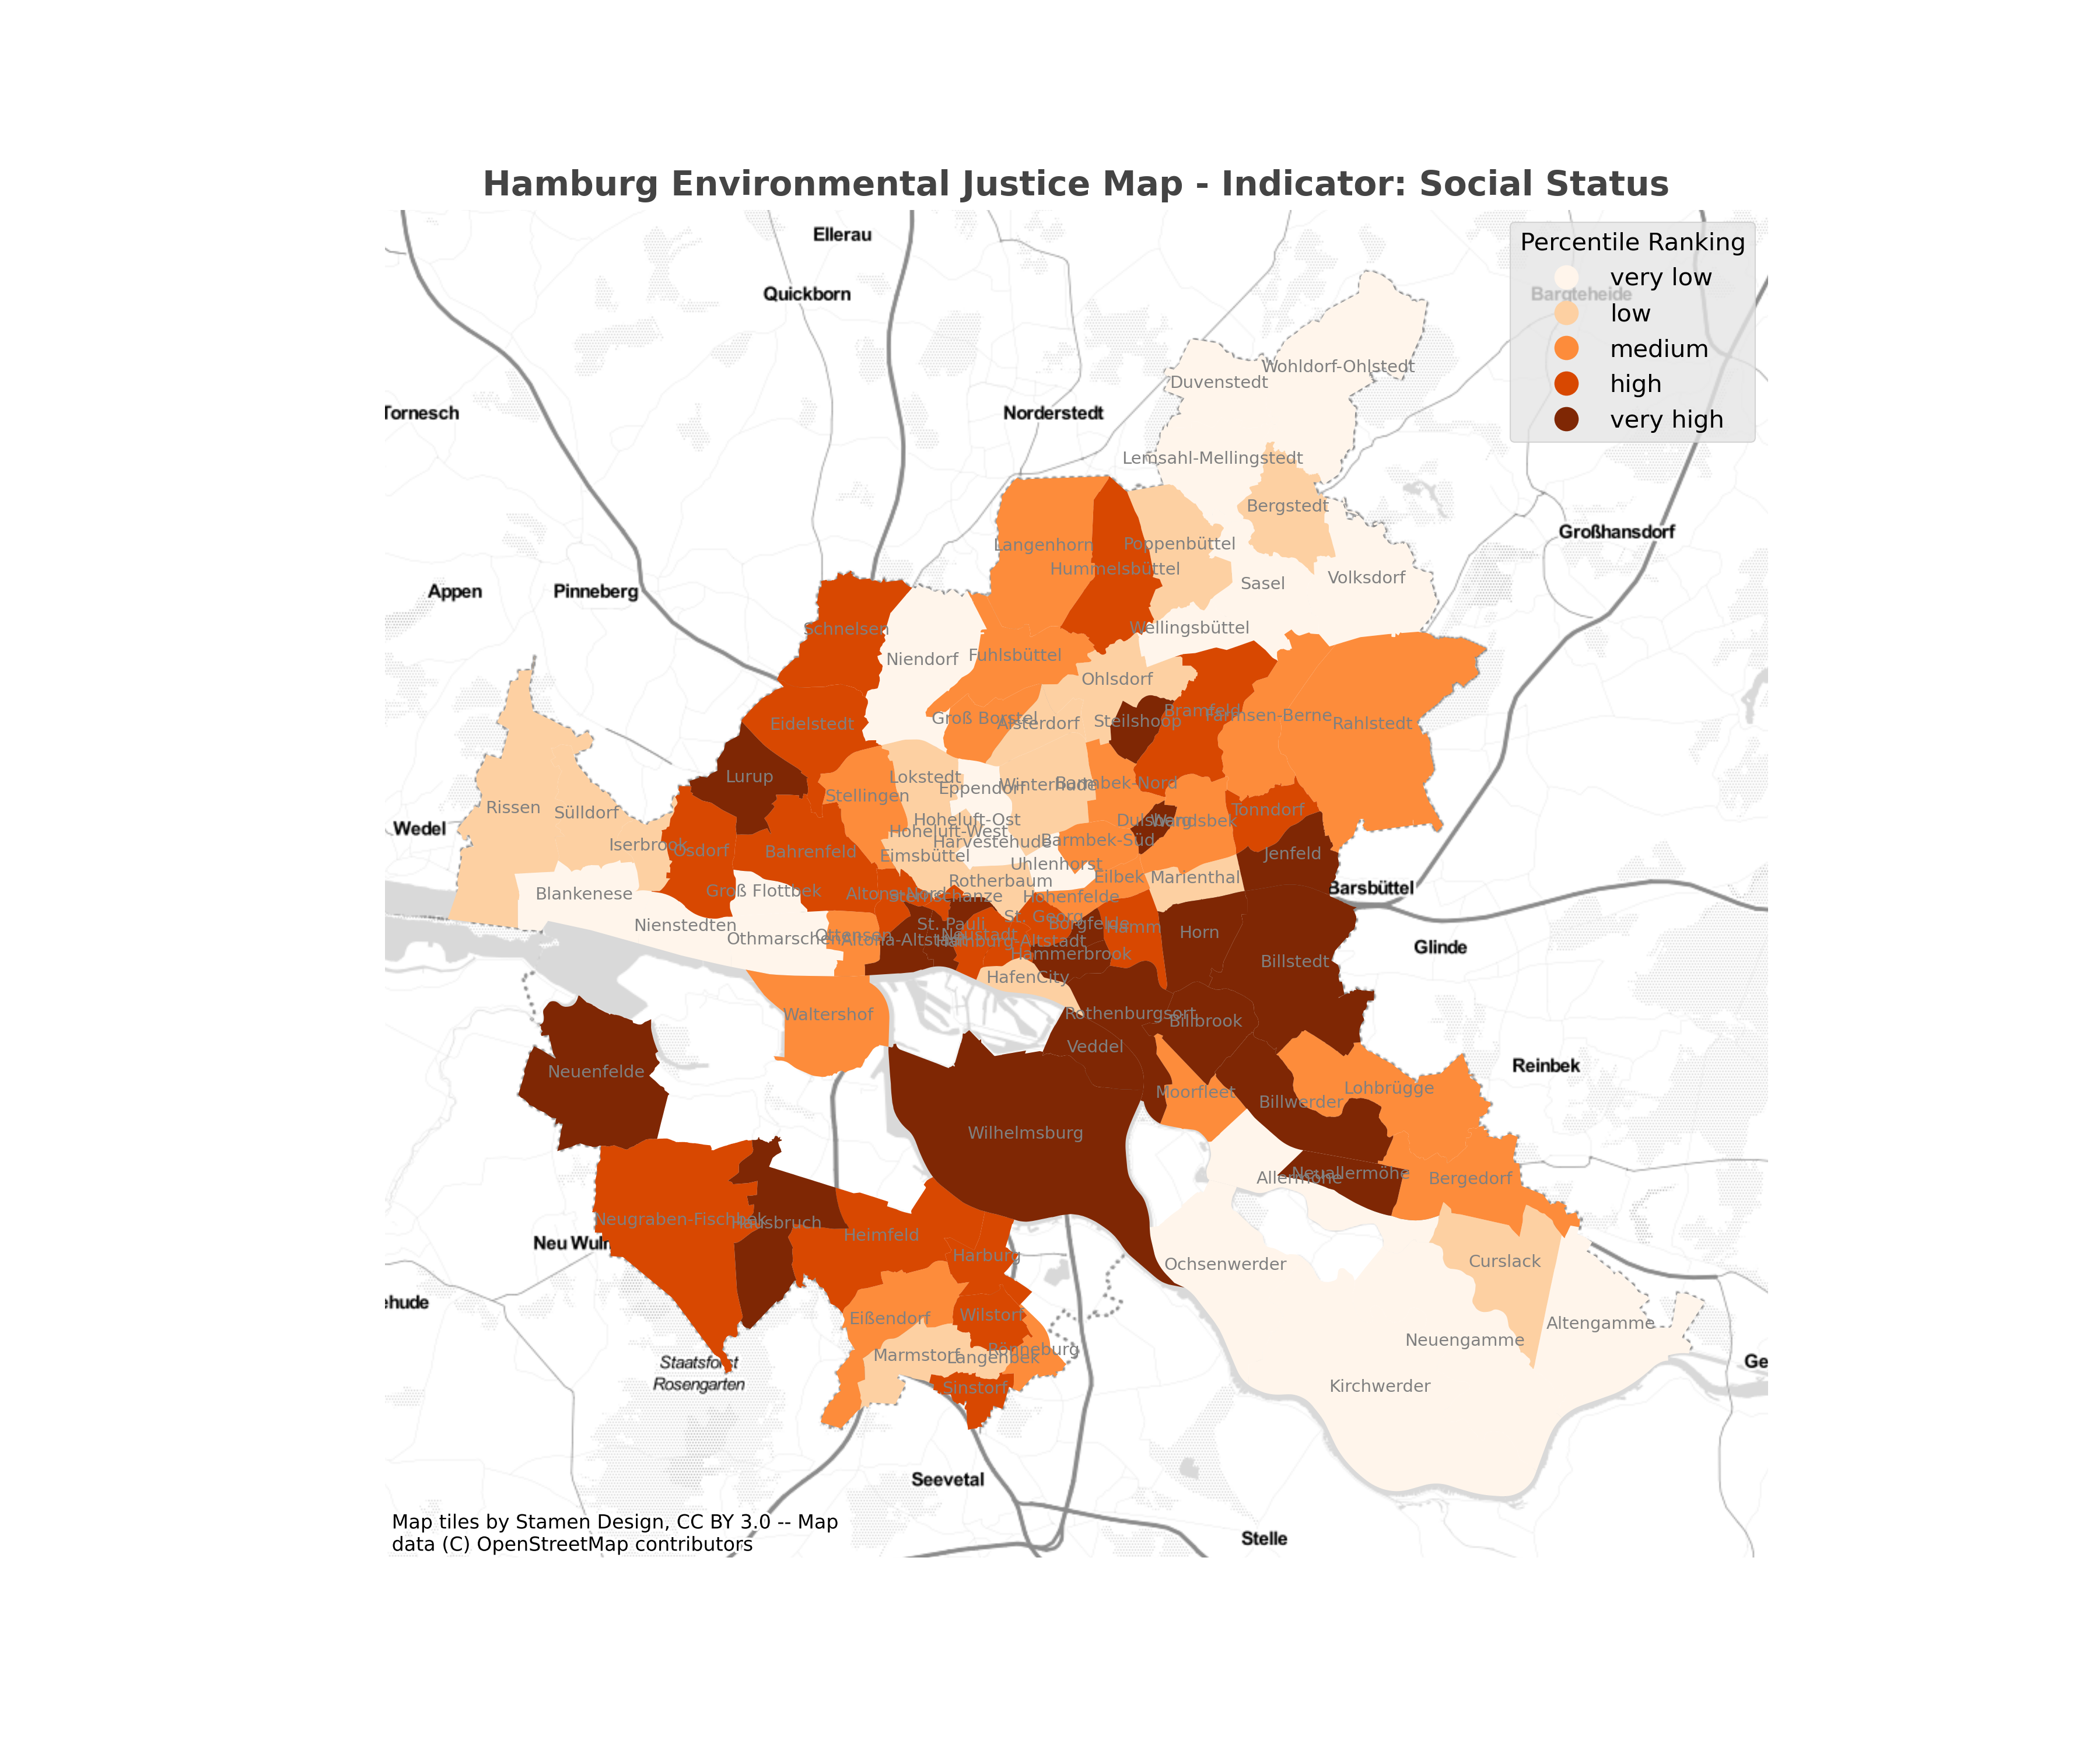 Hamburg Environmental Justice Map - Indicator: Social Status
Ellerau
Percentile Ranking
very low
Quickborn
Bargteheide
low
medium
Wohldorf-Ohlstedt
Duvenstedt
high
Tornesch
Norderstedt
very high
Lemsahl-Mellingstedt
Bergstedt
Großhansdorf
Langenhorn
Poppenbüttel
Hummelsbüttel
Volksdorf
Sasel
Appen
Pinneberg
Schnelsen
Wellingsbüttel
Niendorf
Fuhlsbüttel
Ohlsdorf
Groß Borstel
Alsterdorf
Steilshoop
Bramfeld
Farmsen-Berne
Rahlstedt
Eidelstedt
Lurup
Lokstedt
Eppendorf
Winterhude
Barmbek-Nord
Stellingen
Rissen
Sülldorf
Tonndorf
Hoheluft-Ost
Dulsberg
Wandsbek
Wedel
Hoheluft-West
Harvestehude
Barmbek-Süd
Iserbrook
Osdorf
Bahrenfeld
Eimsbüttel
Jenfeld
Uhlenhorst
Rotherbaum
Eilbek
Marienthal
Barsbüttel
Blankenese
Groß Flottbek
Altona-Nord
Sternschanze
Hohenfelde
Nienstedten
St. Pauli
St. Georg
Borgfelde
Hamm
Horn
Othmarschen
Ottensen
Altona-Altstadt
Neustadt
Hamburg-Altstadt
Glinde
Hammerbrook
Billstedt
HafenCity
Waltershof
Rothenburgsort
Billbrook
Veddel
Neuenfelde
Reinbek
Moorfleet
Billwerder
Lohbrügge
Wilhelmsburg
Allermöhe
Neuallermöhe
Bergedorf
Neugraben-Fischbek
Hausbruch
Heimfeld
Neu Wulm
Harburg
Ochsenwerder
Curslack
ehude
Eißendorf
Wilstorf
Altengamme
Neuengamme
Marmstorf
Langenbek
Rönneburg
Staatsforst
Rosengarten
Ge
Sinstorf
Kirchwerder
Seevetal
Stelle
Map tiles by Stamen Design, CC BY 3.0 -- Map
data (C) OpenStreetMap contributors